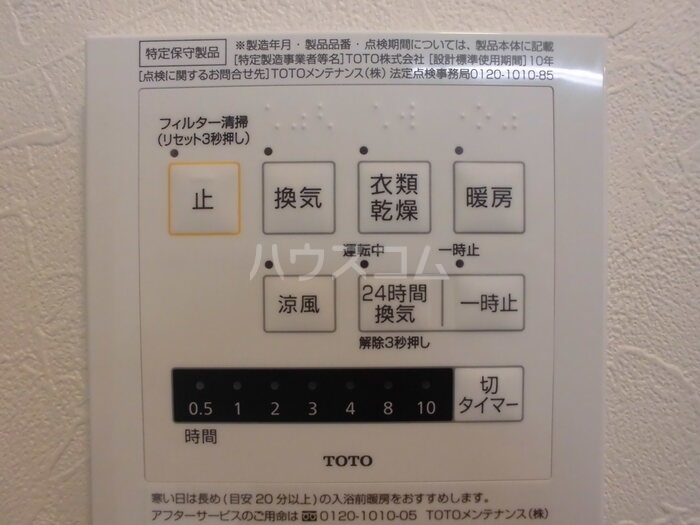 特定保守製品
※製造年月・製品品番・点検期間については、製品本体に記載
[特定製造事業者等名]TOTO株式会社 [設計標準使用期間]10年
[点検に関するお問合せ先]TOTOメンテナンス(株) 法定点検事務局0120-1010-85
フィルター清掃
(リセット3秒押し)
止
換気
衣類
乾燥
暖房
運転中
一時止
ハウスコム
涼風
24時間
換気
一時止
解除3秒押し
0.5 1 2 3 4 8 10
切
タイマー
時間
TOTO
寒い日は長め(目安20分以上)の入浴前暖房をおすすめします。
アフターサービスのご用命は 0120-1010-05 TOTOメンテナンス(株)